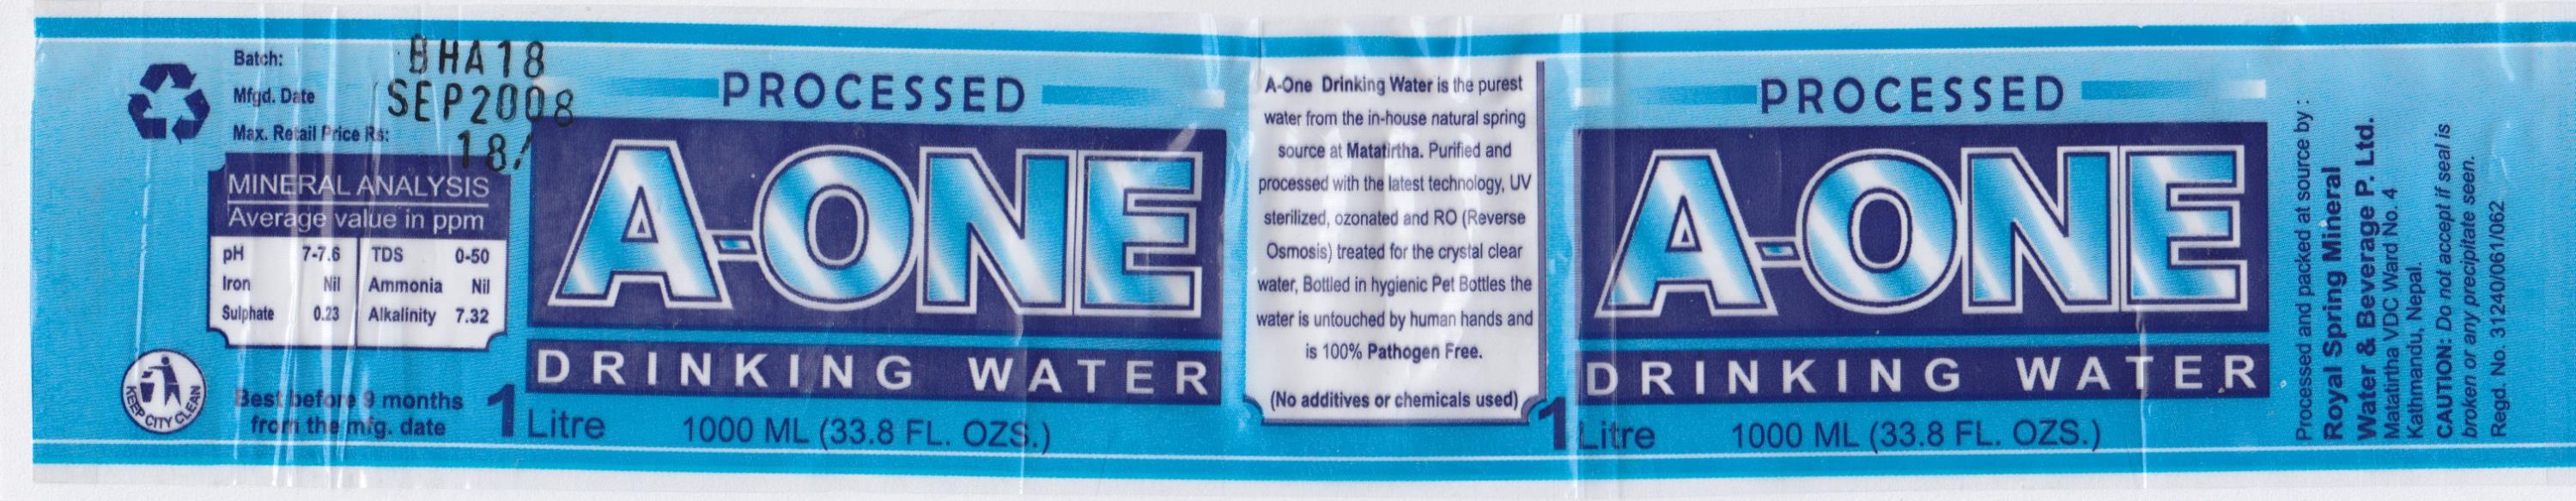 Batch: BHA18
Mfgd. Date SEP2008
Max. Retail Price Rs: 18/
MINERAL ANALYSIS
Average value in ppm
pH 7-7.6 TDS 0-50
Iron Nil Ammonia Nil
Sulphate 0.23 Alkalinity 7.32
KEEP CITY CLEAN
Best before 9 months
from the mfg. date
PROCESSED
A-ONE
DRINKING WATER
1 Litre 1000 ML (33.8 FL. OZS.)
A-One Drinking Water is the purest
water from the in-house natural spring
source at Matatirtha. Purified and
processed with the latest technology, UV
sterilized, ozonated and RO (Reverse
Osmosis) treated for the crystal clear
water, Bottled in hygienic Pet Bottles the
water is untouched by human hands and
is 100% Pathogen Free.
(No additives or chemicals used)
PROCESSED
A-ONE
DRINKING WATER
1 Litre 1000 ML (33.8 FL. OZS.)
Processed and packed at source by :
Royal Spring Mineral
Water & Beverage P. Ltd.
Matatirtha VDC Ward No. 4
Kathmandu, Nepal.
CAUTION: Do not accept if seal is
broken or any precipitate seen.
Regd. No. 31240/061/062